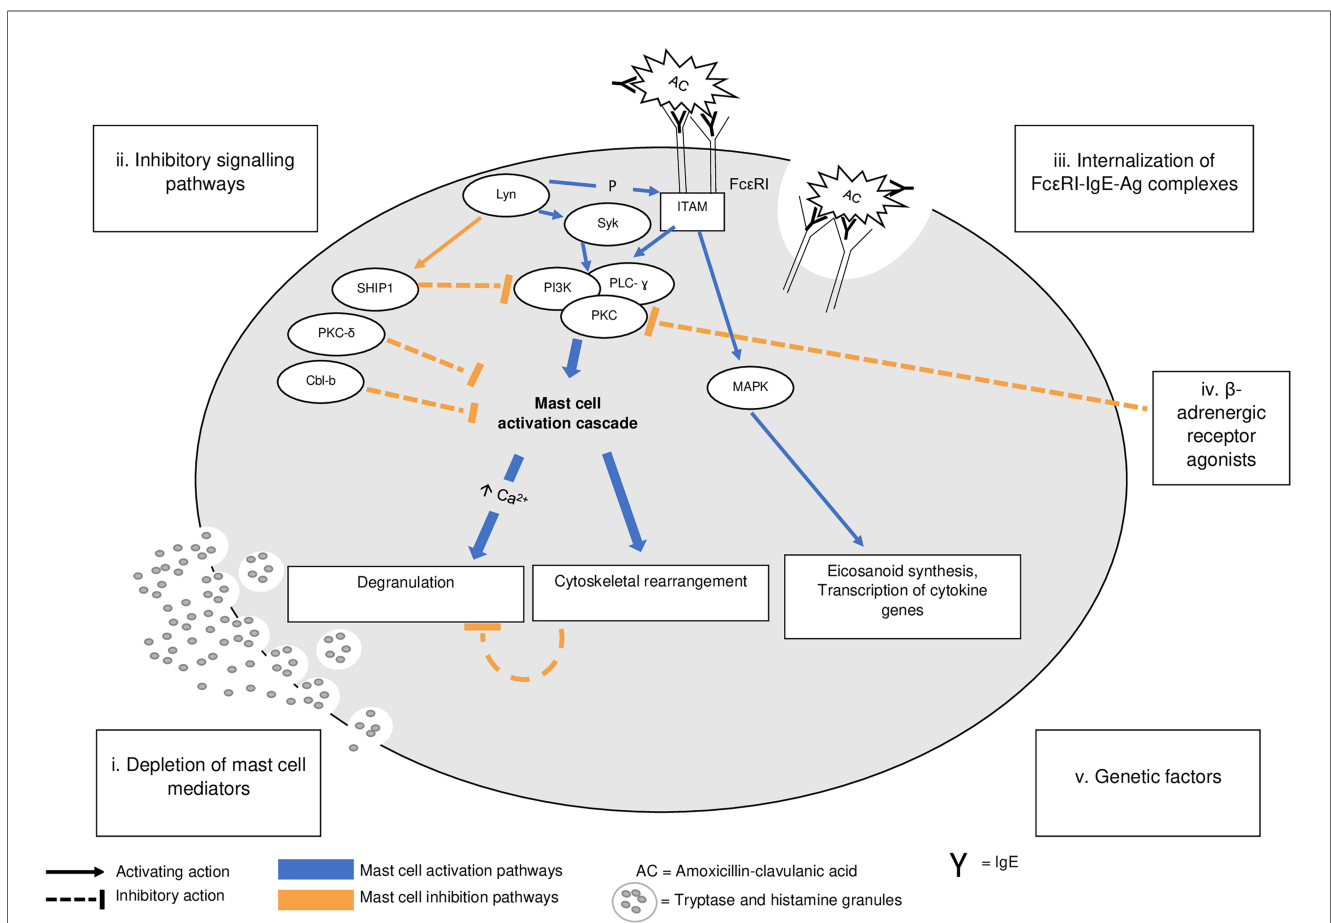 AC
ii. Inhibitory signalling
pathways
iii. Internalization of
FcεRI-IgE-Ag complexes
Lyn
P
FcεRI
ITAM
AC
Syk
SHIP1
PI3K
PLC- ɣ
PKC
PKC-δ
Cbl-b
MAPK
iv. β-
adrenergic
receptor
agonists
Mast cell
activation cascade
↑ Ca²⁺
Degranulation
Cytoskeletal rearrangement
Eicosanoid synthesis,
Transcription of cytokine
genes
i. Depletion of mast cell
mediators
v. Genetic factors
Activating action
Inhibitory action
Mast cell activation pathways
Mast cell inhibition pathways
AC = Amoxicillin-clavulanic acid
= Tryptase and histamine granules
= IgE